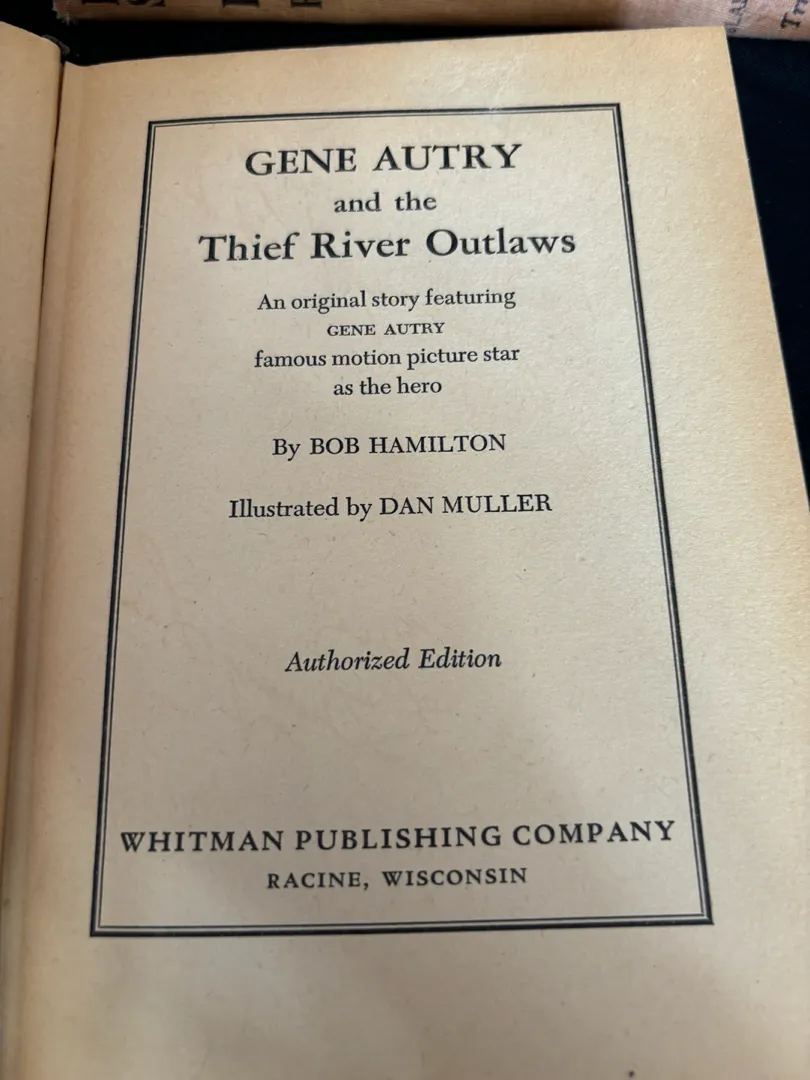 GENE AUTRY
and the
Thief River Outlaws
An original story featuring
GENE AUTRY
famous motion picture star
as the hero
By BOB HAMILTON
Illustrated by DAN MULLER
Authorized Edition
WHITMAN PUBLISHING COMPANY
RACINE, WISCONSIN